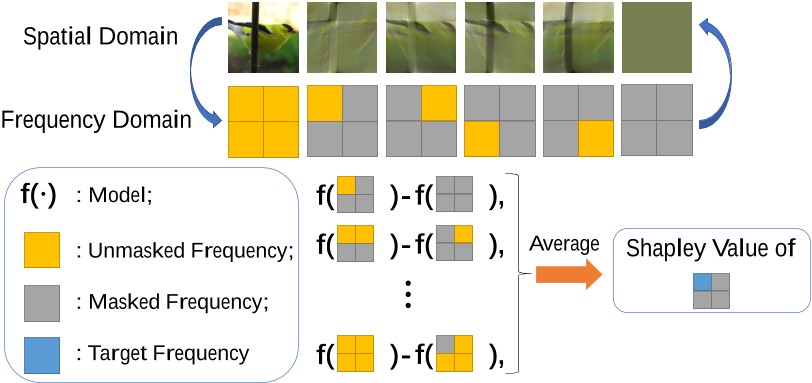 Spatial Domain
Frequency Domain
f(·) : Model;
: Unmasked Frequency;
: Masked Frequency;
: Target Frequency
f( )-f( ),
f( )-f( ),
⋮
f( )-f( ),
Average
Shapley Value of